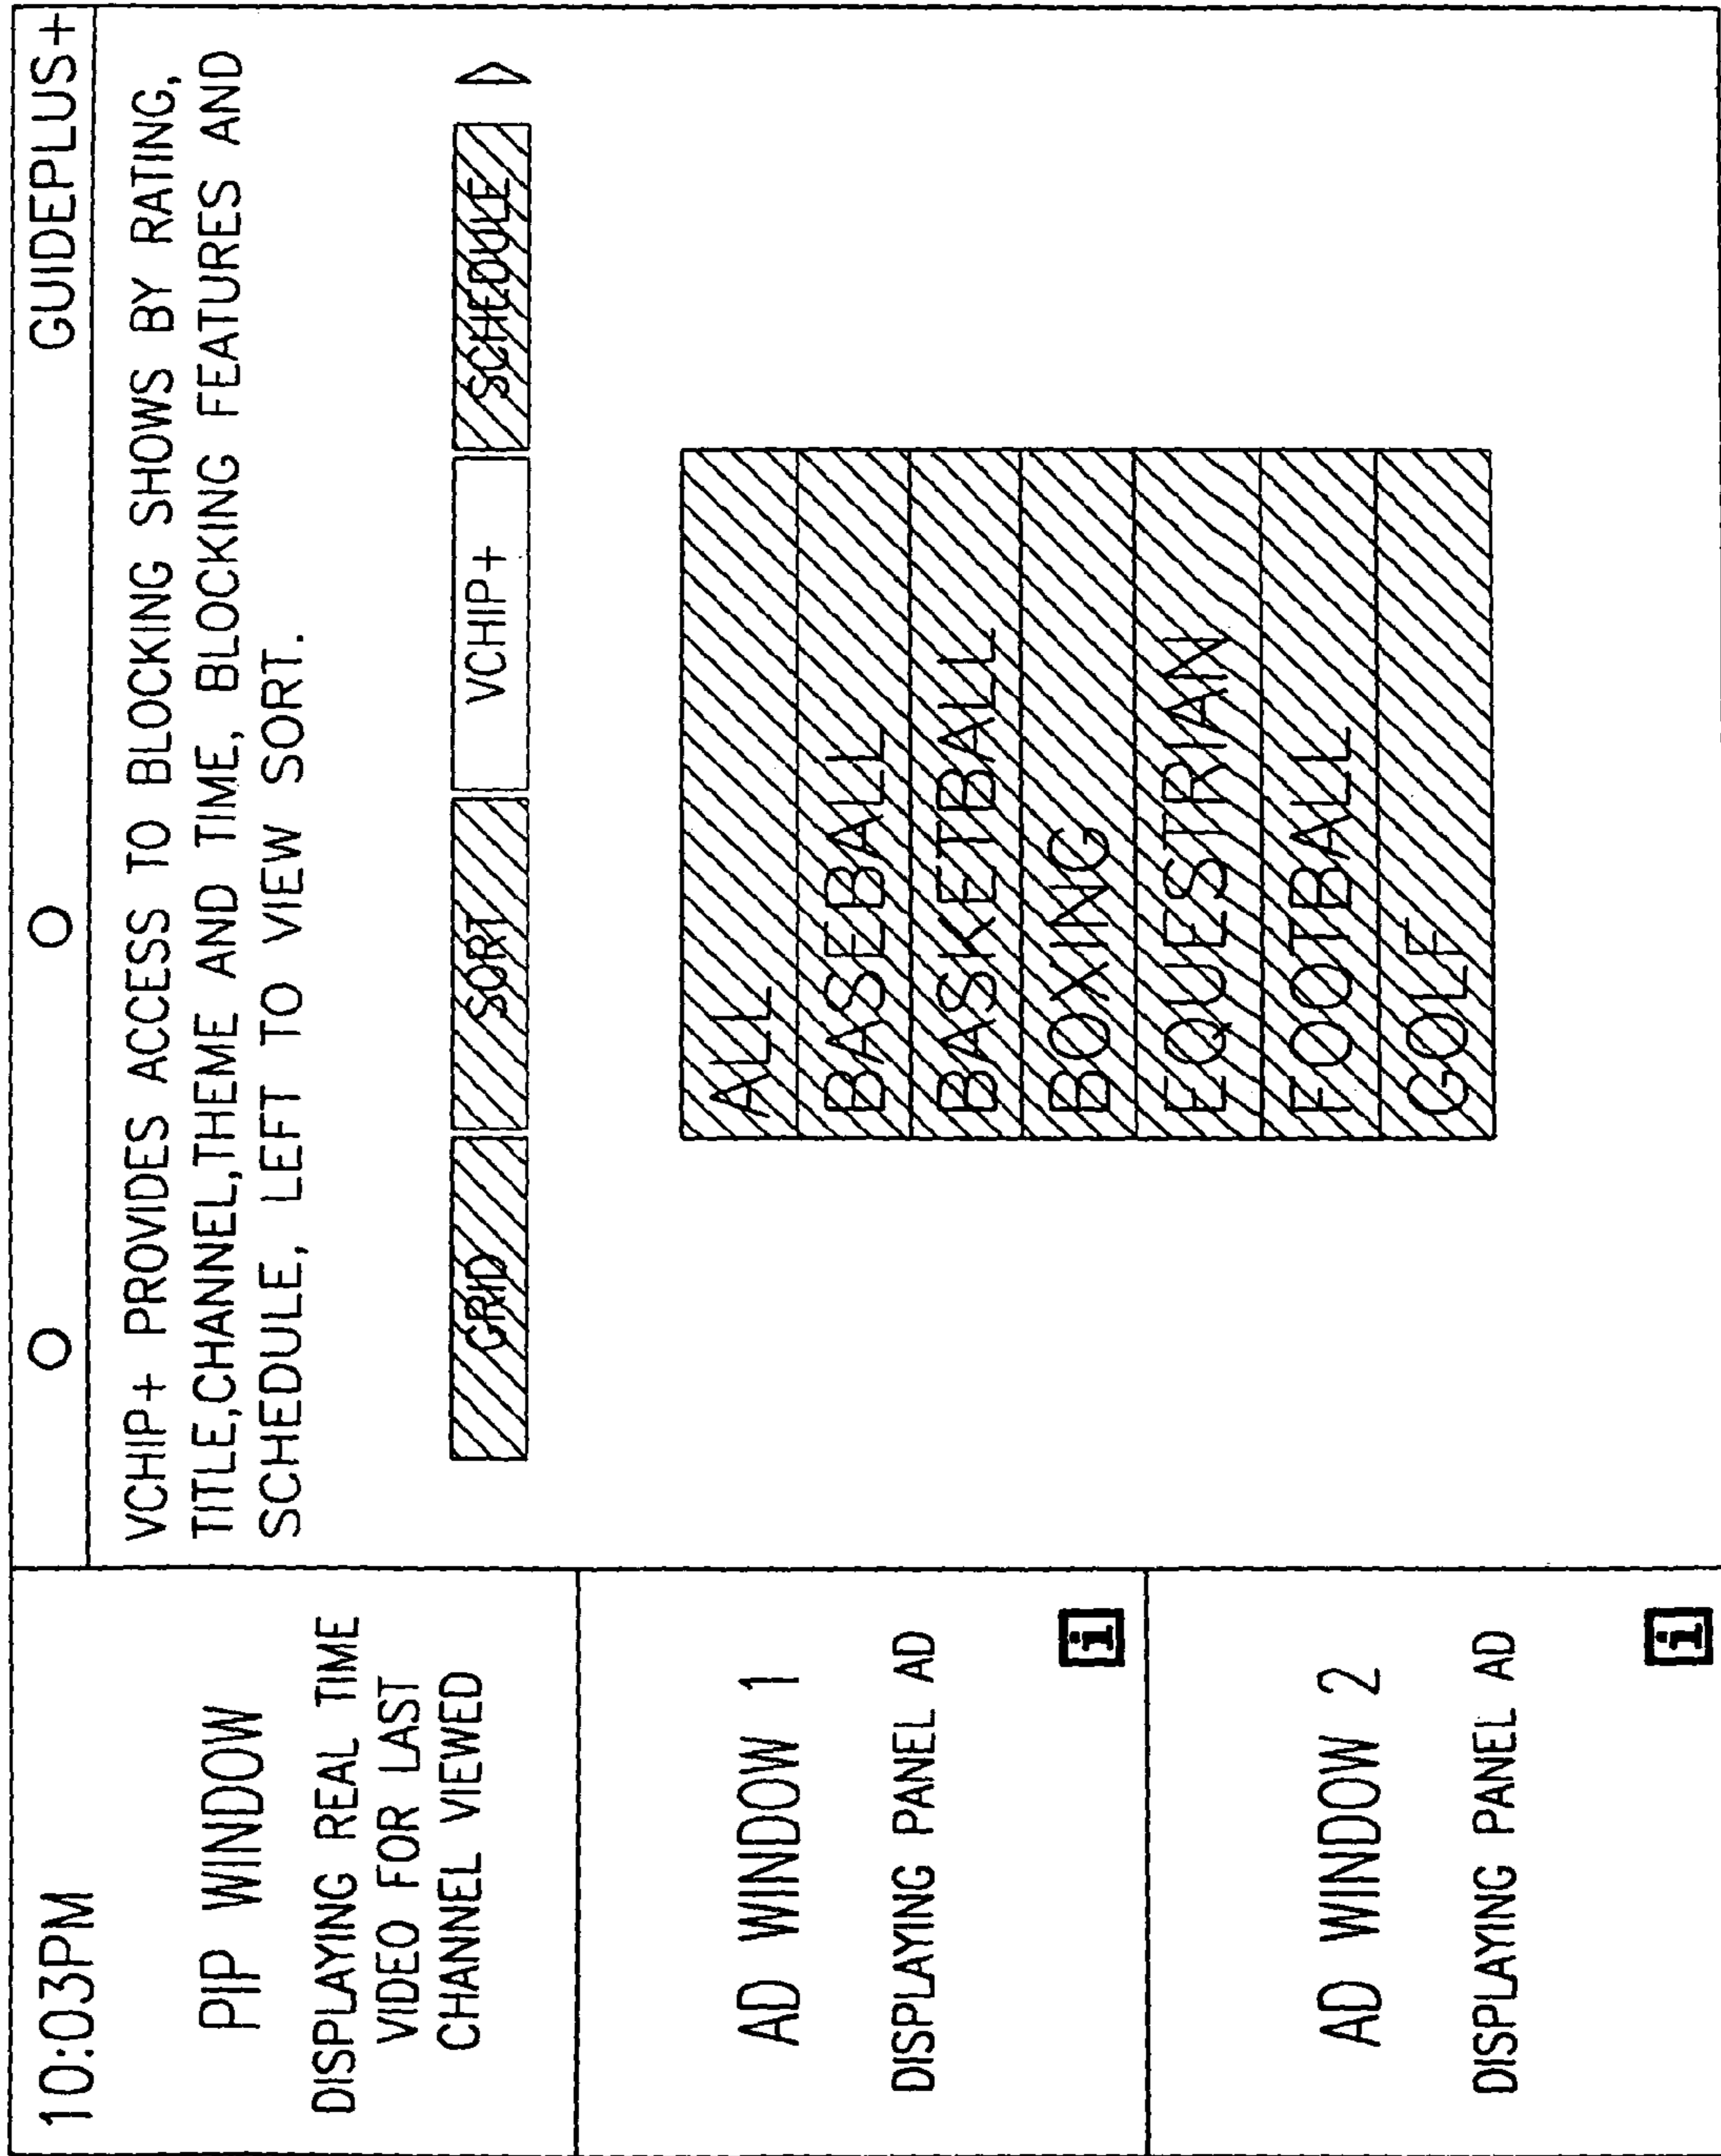 10:03PM
PIP WINDOW
DISPLAYING REAL TIME
VIDEO FOR LAST
CHANNEL VIEWED
AD WINDOW 1
DISPLAYING PANEL AD
i
AD WINDOW 2
DISPLAYING PANEL AD
i
GUIDEPLUS+
VCHIP+ PROVIDES ACCESS TO BLOCKING SHOWS BY RATING,
TITLE,CHANNEL,THEME AND TIME, BLOCKING FEATURES AND
SCHEDULE, LEFT TO VIEW SORT.
GRID SORT VCHIP+ SCHEDULE
ALL
BASEBALL
BASKETBALL
BOXING
EQUESTRIAN
FOOTBALL
GOLF